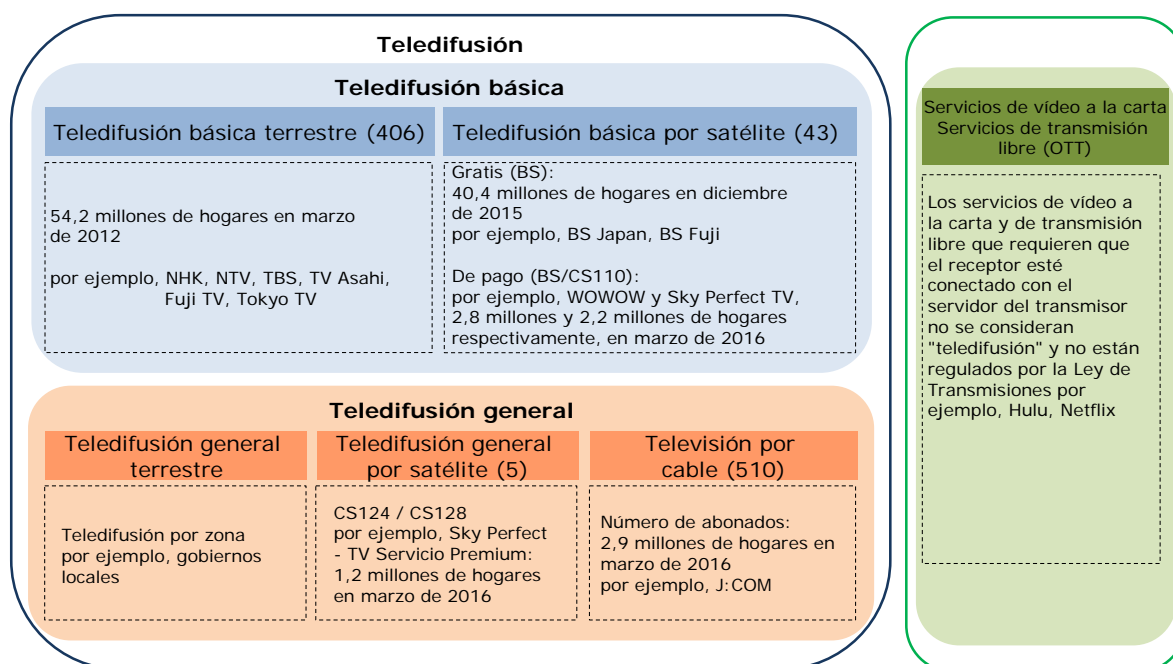 Teledifusión
Teledifusión básica
Teledifusión básica terrestre (406)
54,2 millones de hogares en marzo
de 2012
por ejemplo, NHK, NTV, TBS, TV Asahi,
Fuji TV, Tokyo TV
Teledifusión básica por satélite (43)
Gratis (BS):
40,4 millones de hogares en diciembre
de 2015
por ejemplo, BS Japan, BS Fuji
De pago (BS/CS110):
por ejemplo, WOWOW y Sky Perfect TV,
2,8 millones y 2,2 millones de hogares
respectivamente, en marzo de 2016
Teledifusión general
Teledifusión general
terrestre
Teledifusión por zona
por ejemplo, gobiernos
locales
Teledifusión general
por satélite (5)
CS124 / CS128
por ejemplo, Sky Perfect
- TV Servicio Premium:
1,2 millones de hogares
en marzo de 2016
Televisión por
cable (510)
Número de abonados:
2,9 millones de hogares en
marzo de 2016
por ejemplo, J:COM
Servicios de vídeo a la carta
Servicios de transmisión
libre (OTT)
Los servicios de vídeo a
la carta y de transmisión
libre que requieren que
el receptor esté
conectado con el
servidor del transmisor
no se consideran
"teledifusión" y no están
regulados por la Ley de
Transmisiones por
ejemplo, Hulu, Netflix